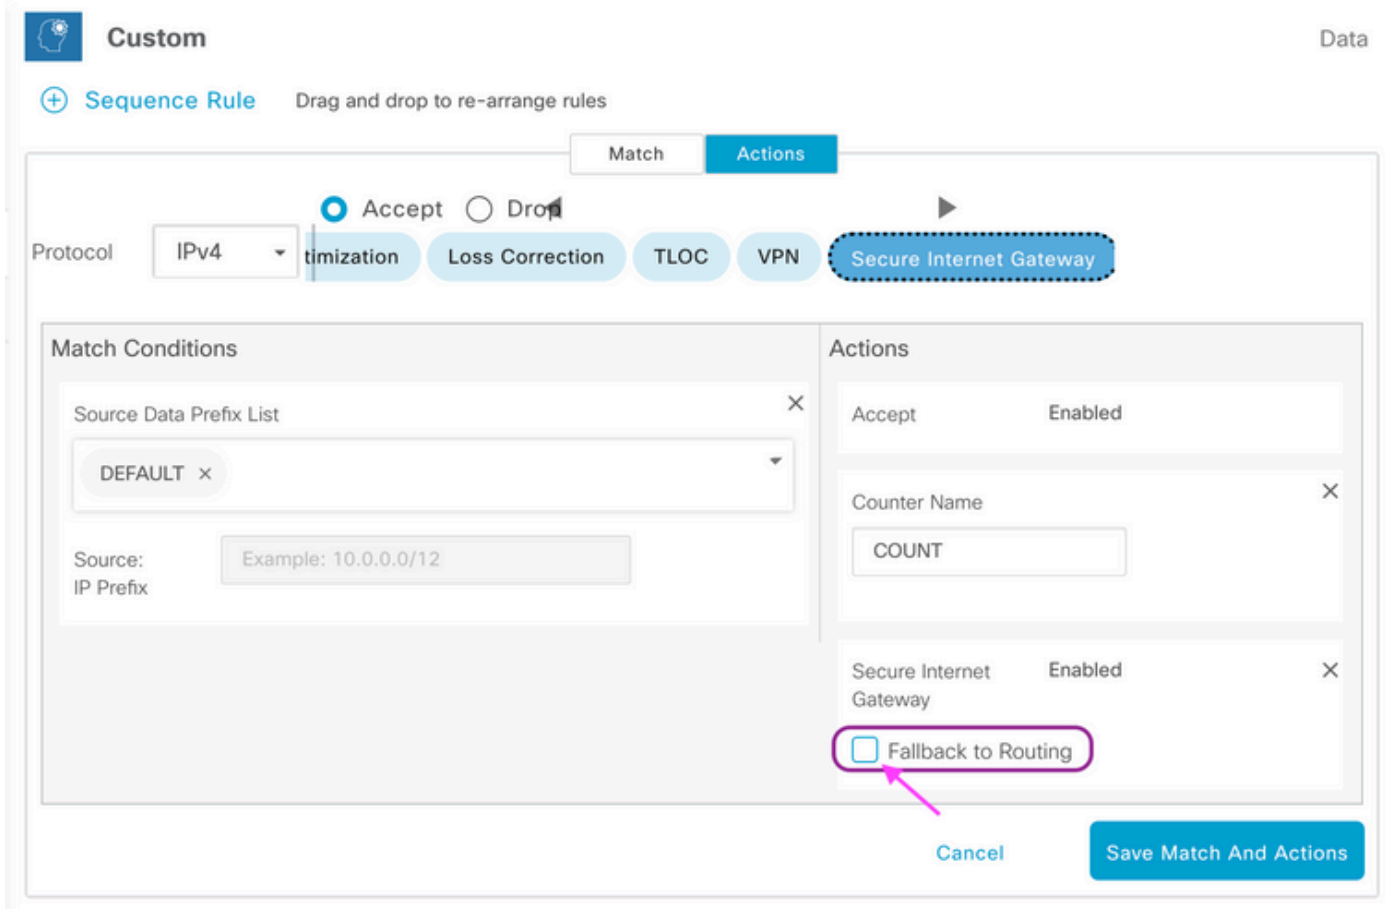 Custom
Data
Sequence Rule
Drag and drop to re-arrange rules
Match
Actions
Accept
Drop
Protocol
IPv4
timization
Loss Correction
TLOC
VPN
Secure Internet Gateway
Match Conditions
Actions
Source Data Prefix List
DEFAULT
Source:
IP Prefix
Example: 10.0.0.0/12
Accept
Enabled
Counter Name
COUNT
Secure Internet
Gateway
Enabled
Fallback to Routing
Cancel
Save Match And Actions